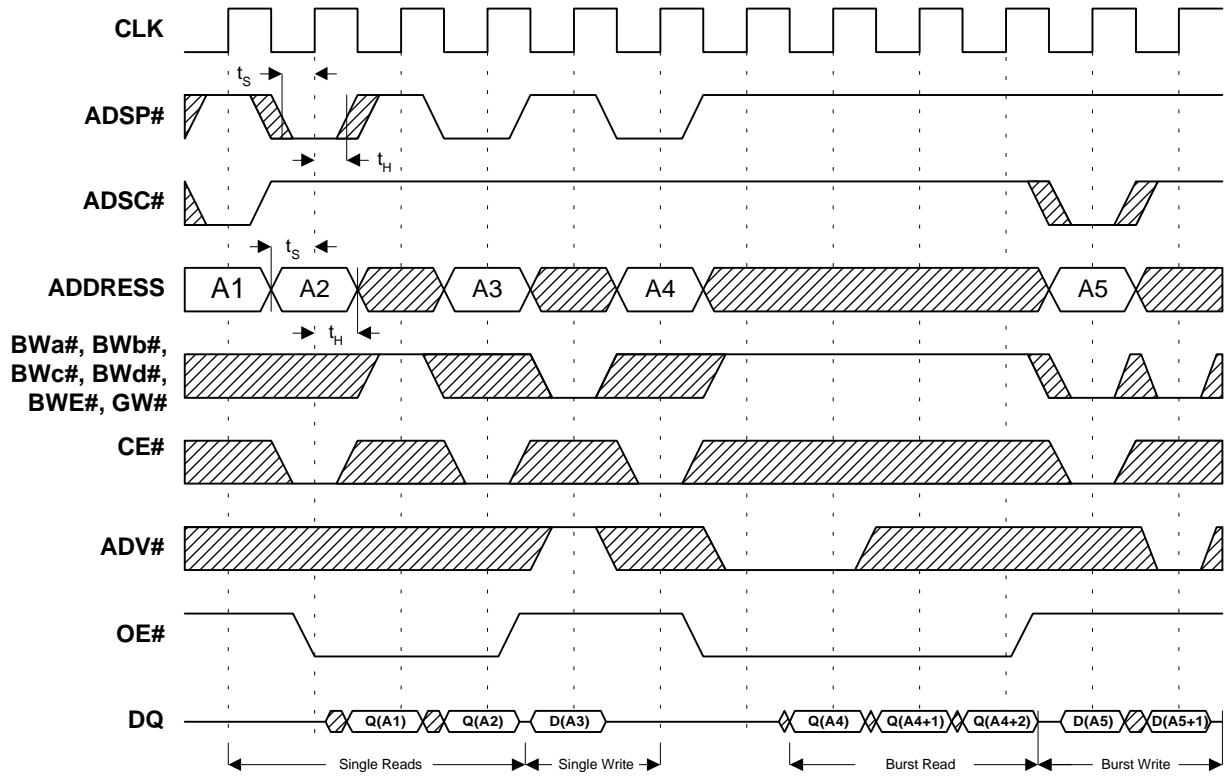 CLK
t_S
ADSP#
t_H
ADSC#
t_S
ADDRESS A1 A2 A3 A4 A5
t_H
BWa#, BWb#,
BWc#, BWd#,
BWE#, GW#
CE#
ADV#
OE#
DQ Q(A1) Q(A2) D(A3) Q(A4) Q(A4+1) Q(A4+2) D(A5) D(A5+1)
Single Reads Single Write Burst Read Burst Write